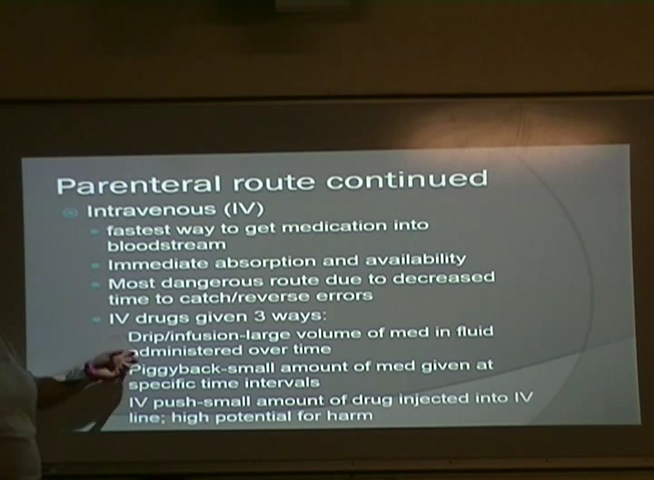 Parenteral route continued
Intravenous (IV)
fastest way to get medication into
bloodstream
Immediate absorption and availability
Most dangerous route due to decreased
time to catch/reverse errors
IV drugs given 3 ways:
Drip/infusion-large volume of med in fluid
administered over time
Piggyback-small amount of med given at
specific time intervals
IV push-small amount of drug injected into IV
line; high potential for harm